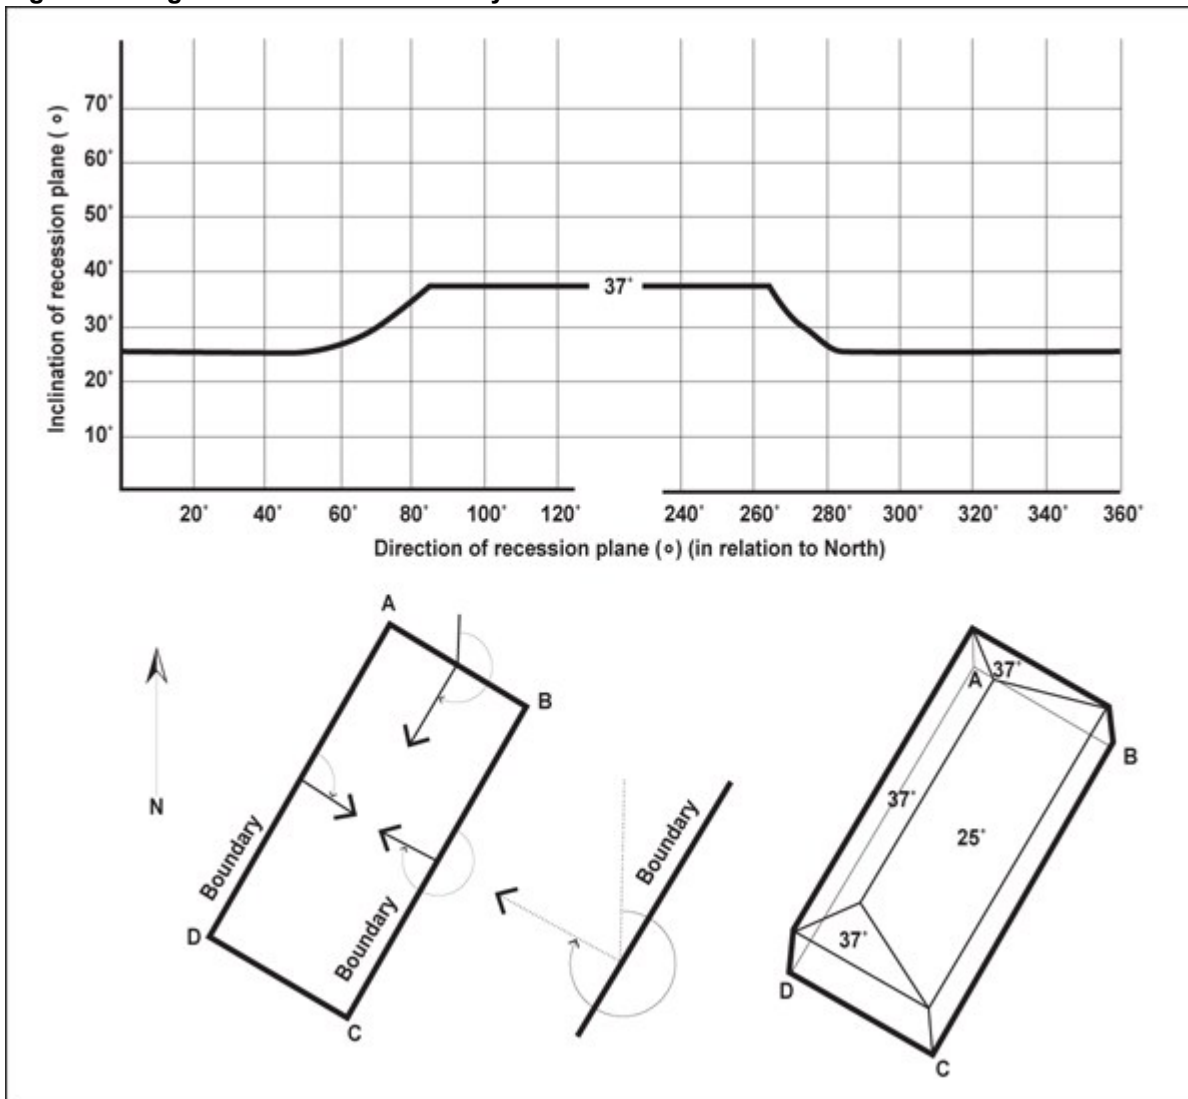 70°
60°
50°
40°
30°
20°
10°
Inclination of recession plane (°)
37°
20° 40° 60° 80° 100° 120° 240° 260° 280° 300° 320° 340° 360°
Direction of recession plane (°) (in relation to North)
A
B
N
Boundary
Boundary
D
C
Boundary
37°
A
B
37°
25°
37°
D
C